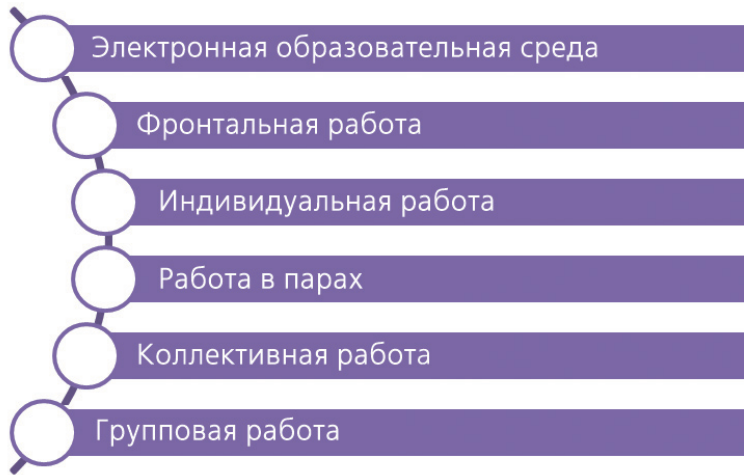 Электронная образовательная среда
Фронтальная работа
Индивидуальная работа
Работа в парах
Коллективная работа
Групповая работа